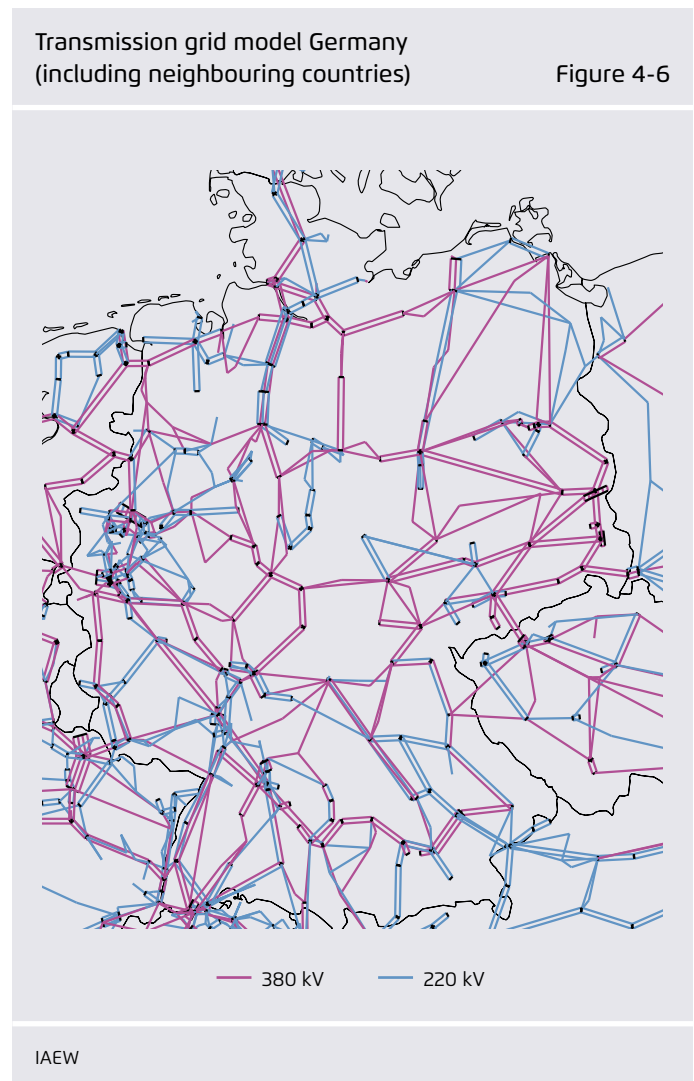 Transmission grid model Germany
(including neighbouring countries) Figure 4-6
380 kV 220 kV
IAEW